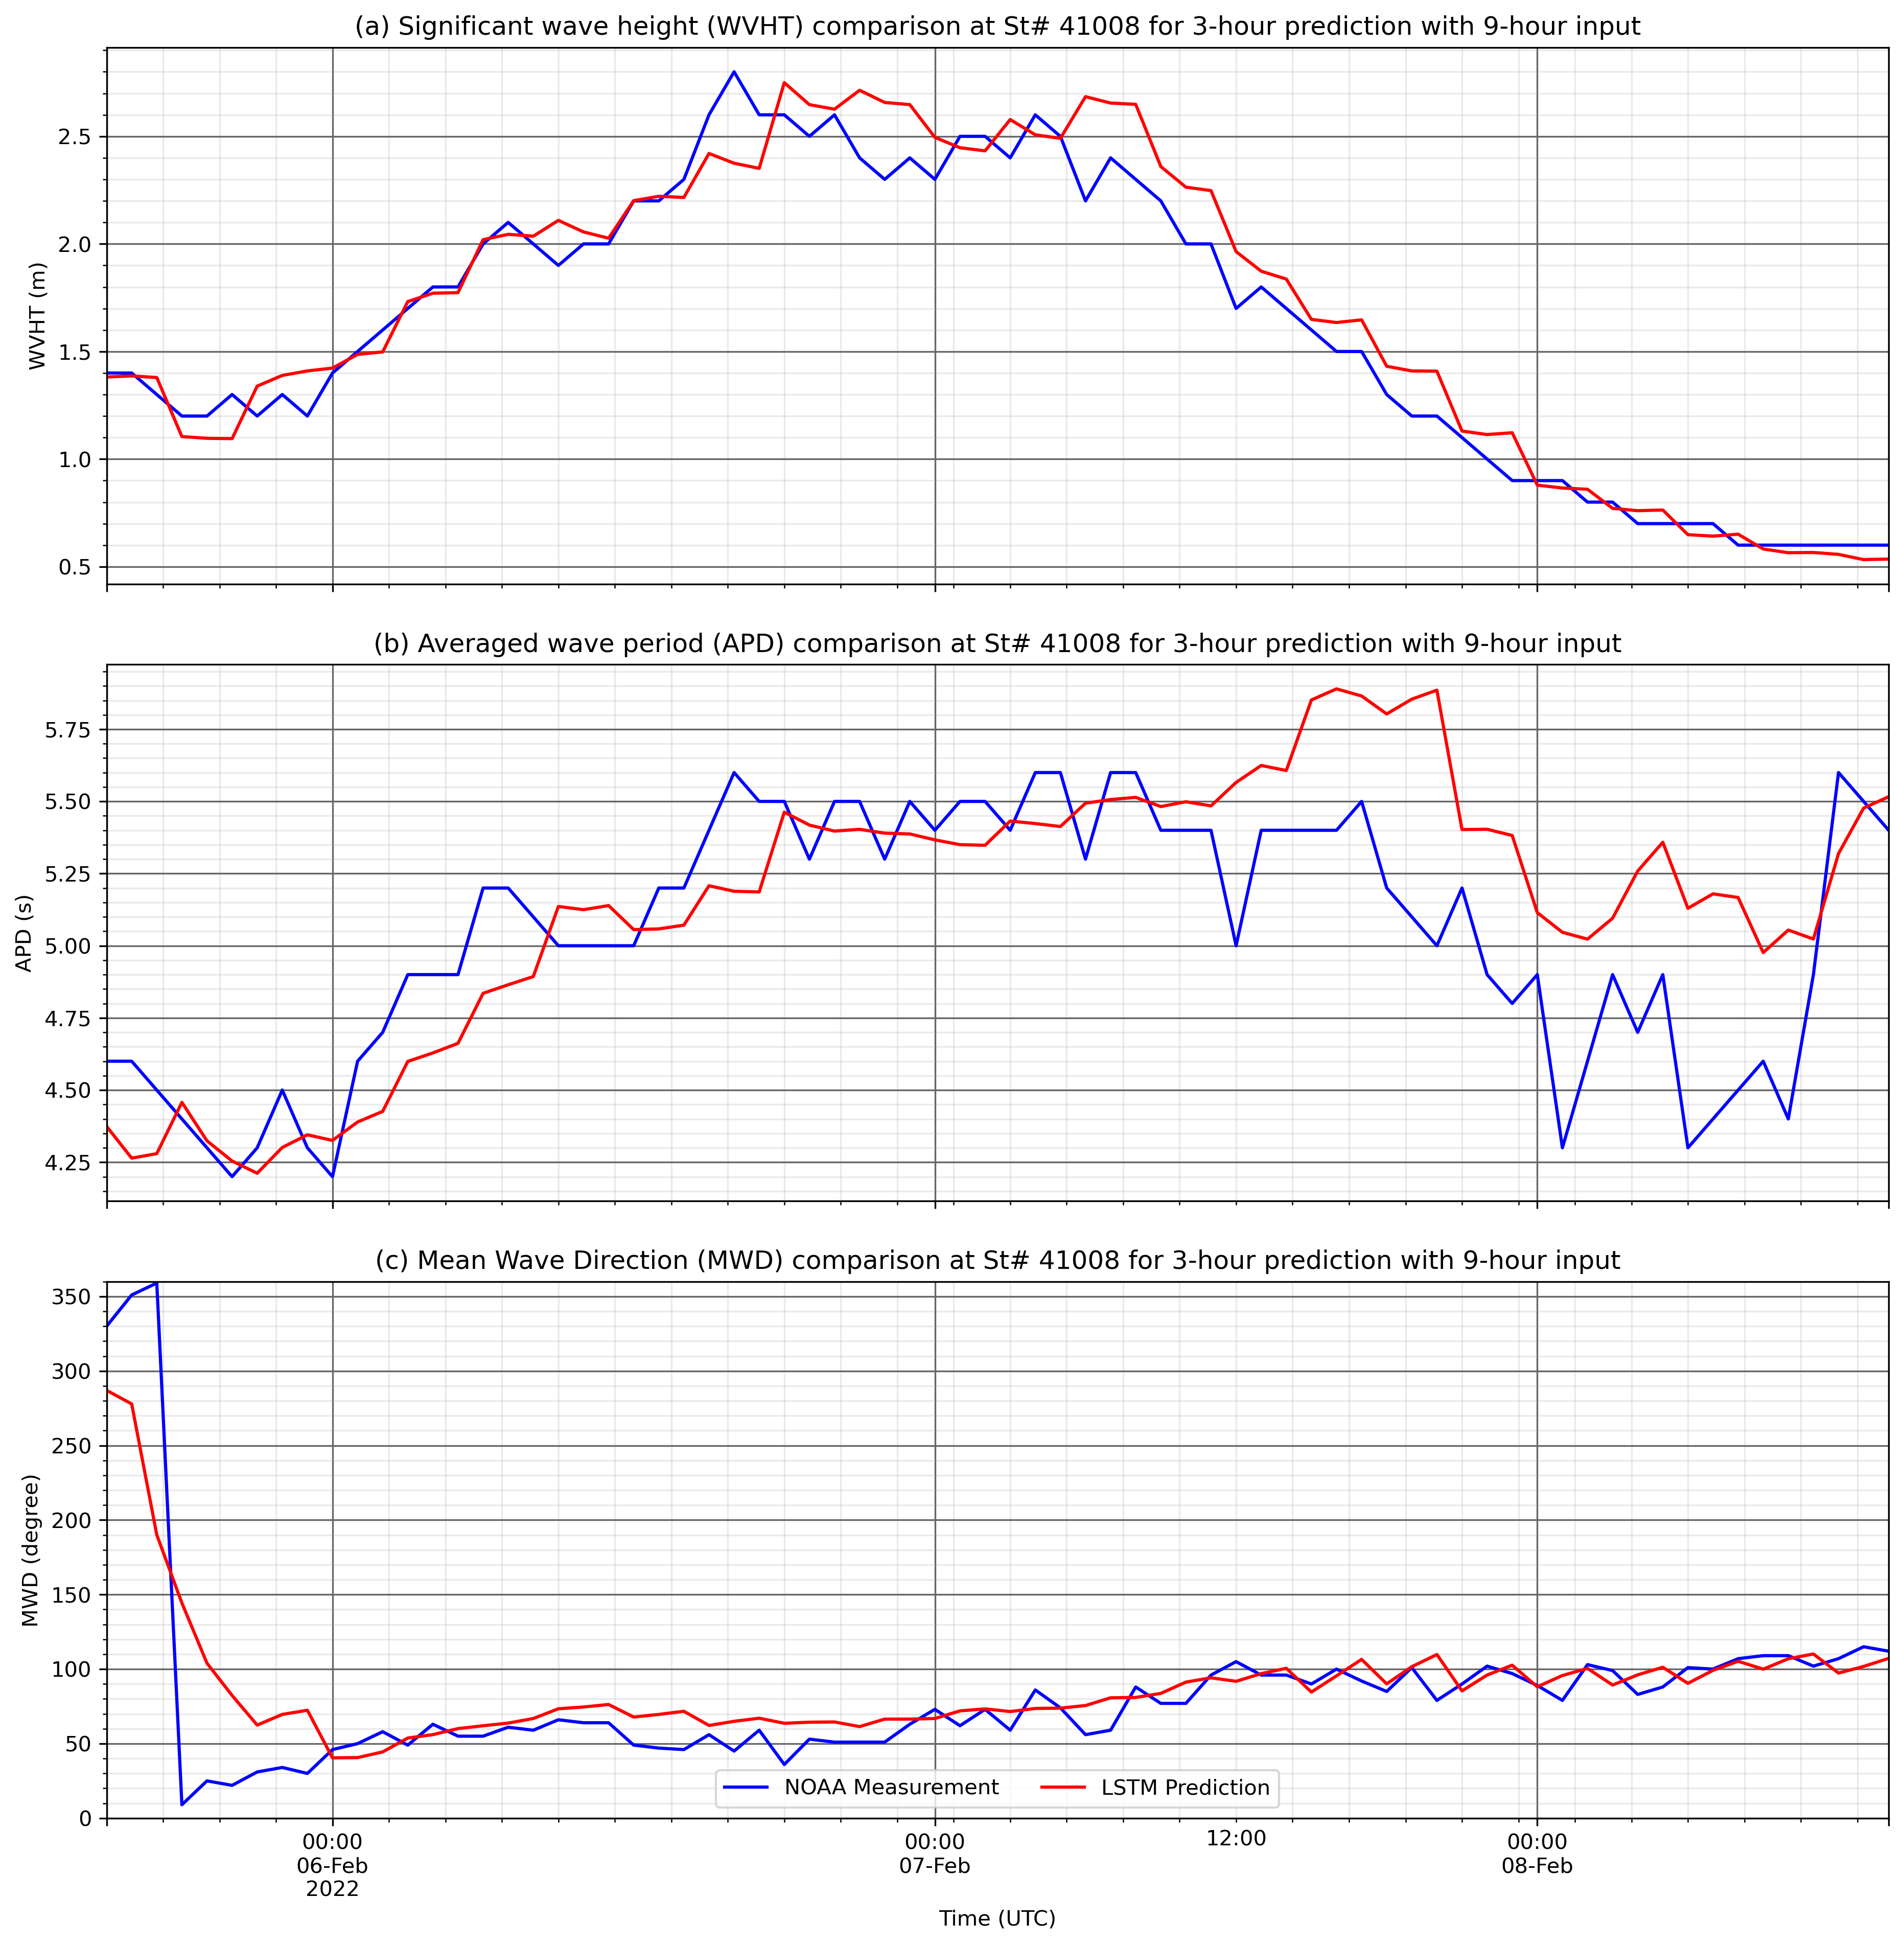 (a) Significant wave height (WVHT) comparison at St# 41008 for 3-hour prediction with 9-hour input
WVHT (m)
2.5
2.0
1.5
1.0
0.5
(b) Averaged wave period (APD) comparison at St# 41008 for 3-hour prediction with 9-hour input
APD (s)
5.75
5.50
5.25
5.00
4.75
4.50
4.25
(c) Mean Wave Direction (MWD) comparison at St# 41008 for 3-hour prediction with 9-hour input
MWD (degree)
350
300
250
200
150
100
50
0
NOAA Measurement
LSTM Prediction
00:00
06-Feb
2022
00:00
07-Feb
12:00
00:00
08-Feb
Time (UTC)